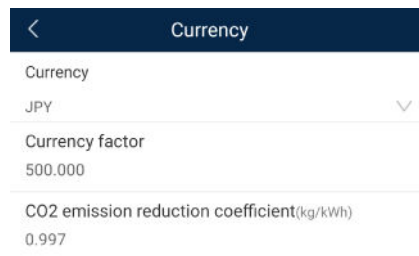 Currency
Currency
JPY
Currency factor
500.000
CO2 emission reduction coefficient(kg/kWh)
0.997